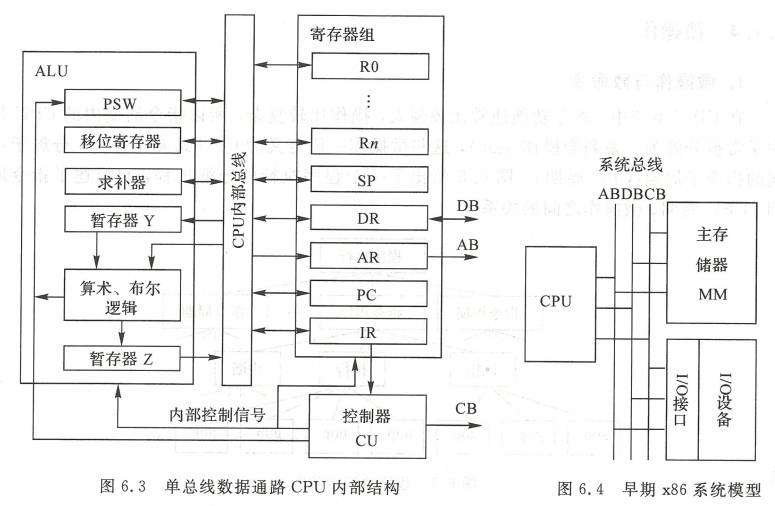 寄存器组
ALU
R0
PSW
⋮
移位寄存器
Rn
求补器
SP
系统总线
ABDBCB
暂存器 Y
CPU内部总线
DR
DB
主存
储器
MM
AR
AB
算术、布尔
逻辑
PC
CPU
IR
暂存器 Z
内部控制信号
控制器
CU
CB
I/O
接口
I/O
设备
图 6.3 单总线数据通路 CPU 内部结构
图 6.4 早期 x86 系统模型